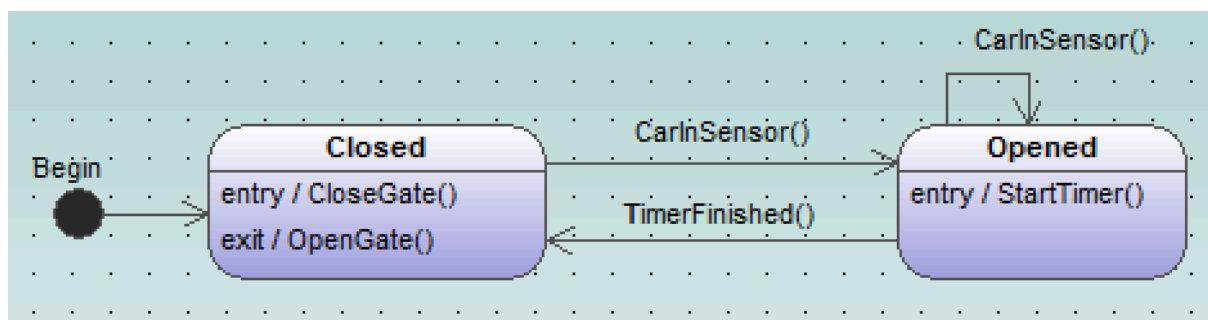 CarInSensor()
CarInSensor()
Begin
Closed
entry / CloseGate()
exit / OpenGate()
TimerFinished()
Opened
entry / StartTimer()